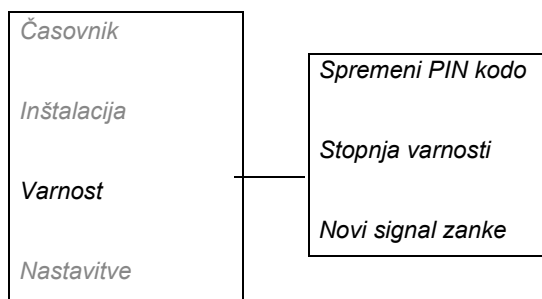 Časovnik
Inštalacija
Varnost
Nastavitve
Spremeni PIN kodo
Stopnja varnosti
Novi signal zanke